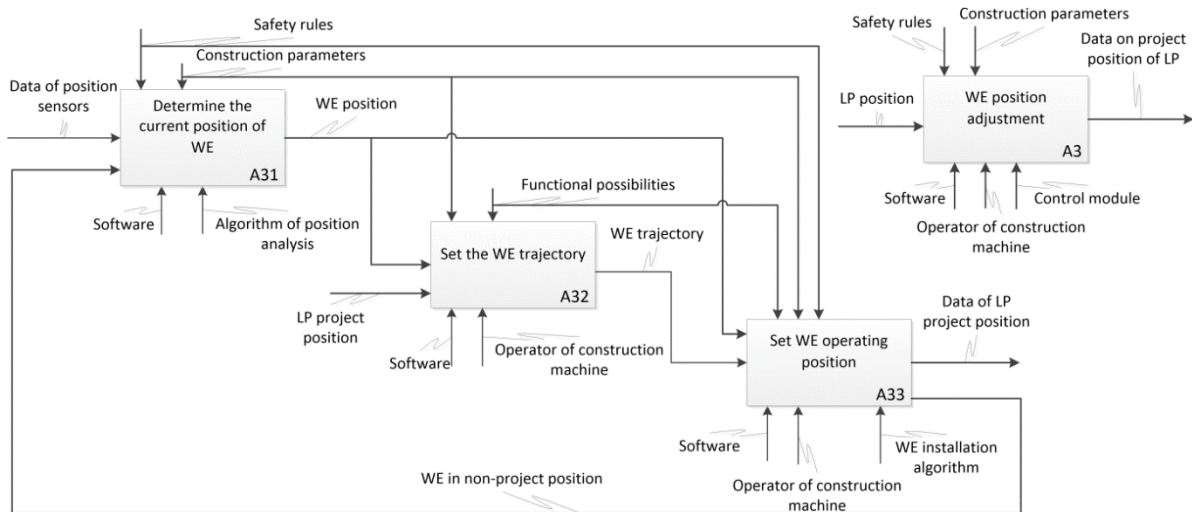 Safety rules
Construction parameters
Data of position
sensors
Determine the
current position of
WE
A31
WE position
Software
Algorithm of position
analysis
Functional possibilities
Set the WE trajectory
A32
WE trajectory
LP project
position
Software
Operator of construction
machine
Set WE operating
position
A33
Data of LP
project position
Software
Operator of construction
machine
WE installation
algorithm
WE in non-project position
Safety rules
Construction parameters
Data on project
position of LP
LP position
WE position
adjustment
A3
Software
Operator of construction
machine
Control module